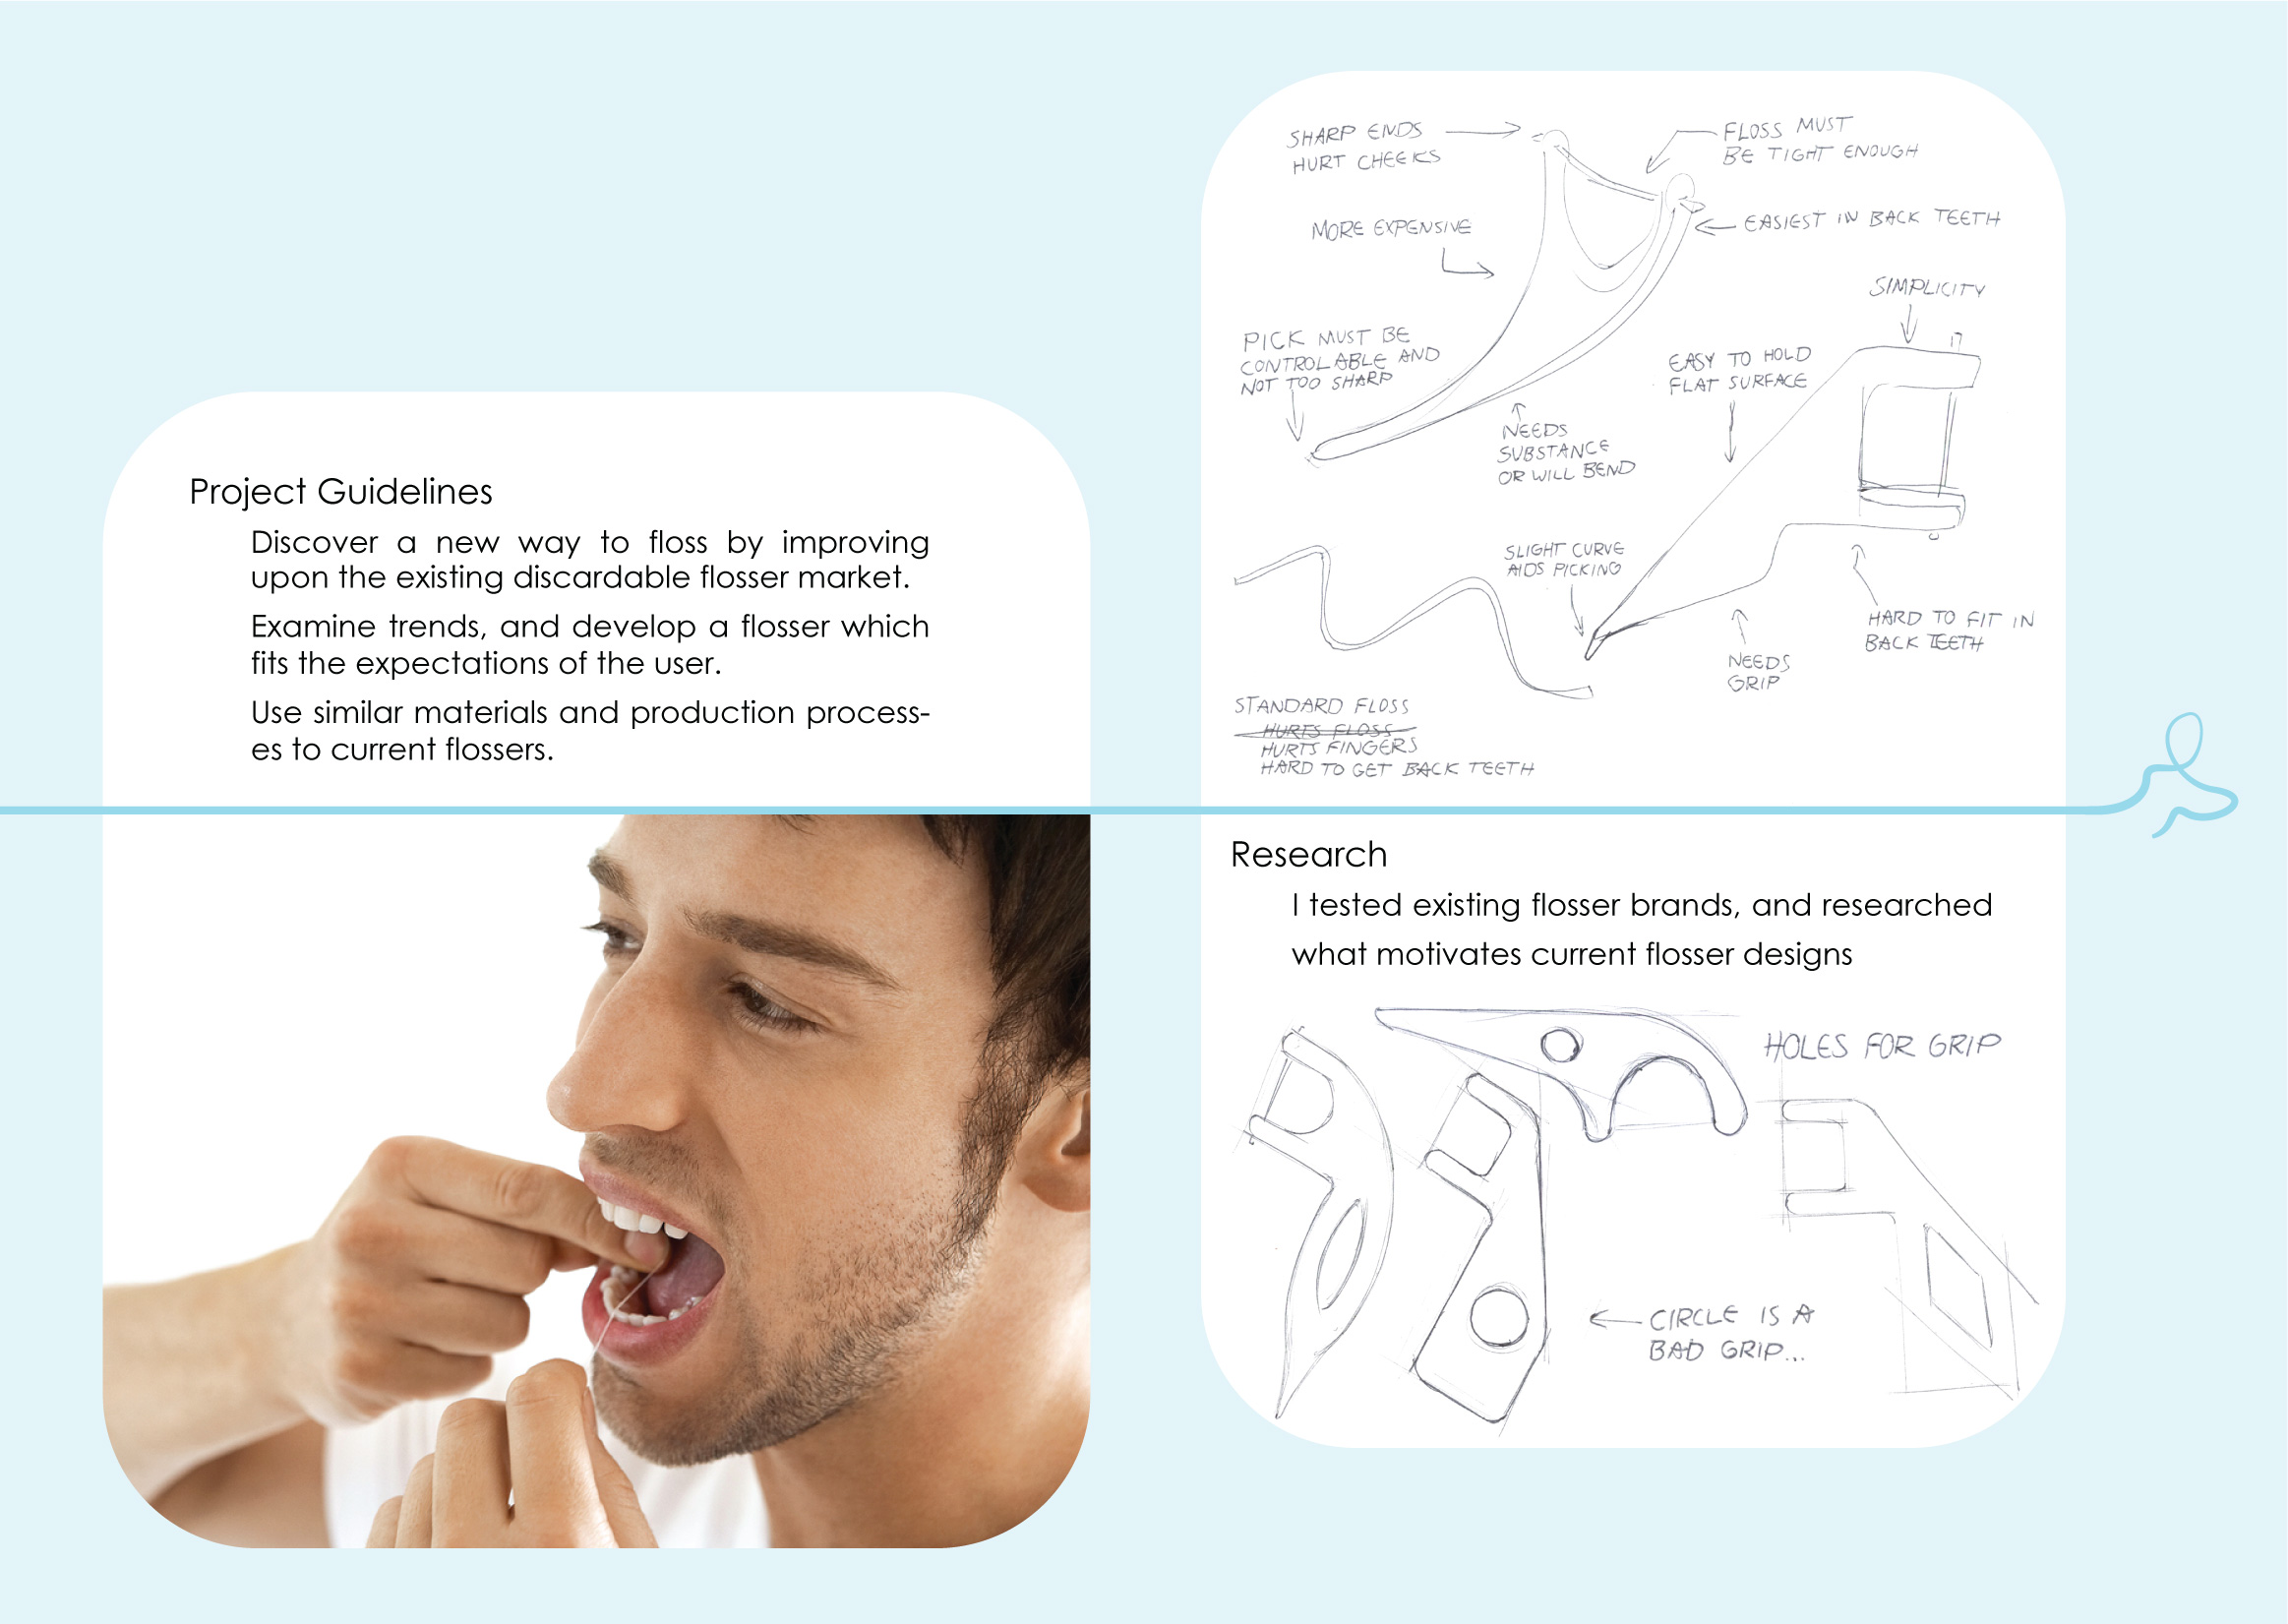 Project Guidelines
Discover a new way to floss by improving
upon the existing discardable flosser market.
Examine trends, and develop a flosser which
fits the expectations of the user.
Use similar materials and production process-
es to current flossers.
SHARP ENDS
HURT CHEEKS
FLOSS MUST
BE TIGHT ENOUGH
MORE EXPENSIVE
EASIEST IN BACK TEETH
SIMPLICITY
PICK MUST BE
CONTROLABLE AND
NOT TOO SHARP
EASY TO HOLD
FLAT SURFACE
NEEDS
SUBSTANCE
OR WILL BEND
SLIGHT CURVE
AIDS PICKING
HARD TO FIT IN
BACK TEETH
NEEDS
GRIP
STANDARD FLOSS
HURTS FLOSS
HURTS FINGERS
HARD TO GET BACK TEETH
Research
I tested existing flosser brands, and researched
what motivates current flosser designs
HOLES FOR GRIP
CIRCLE IS A
BAD GRIP...